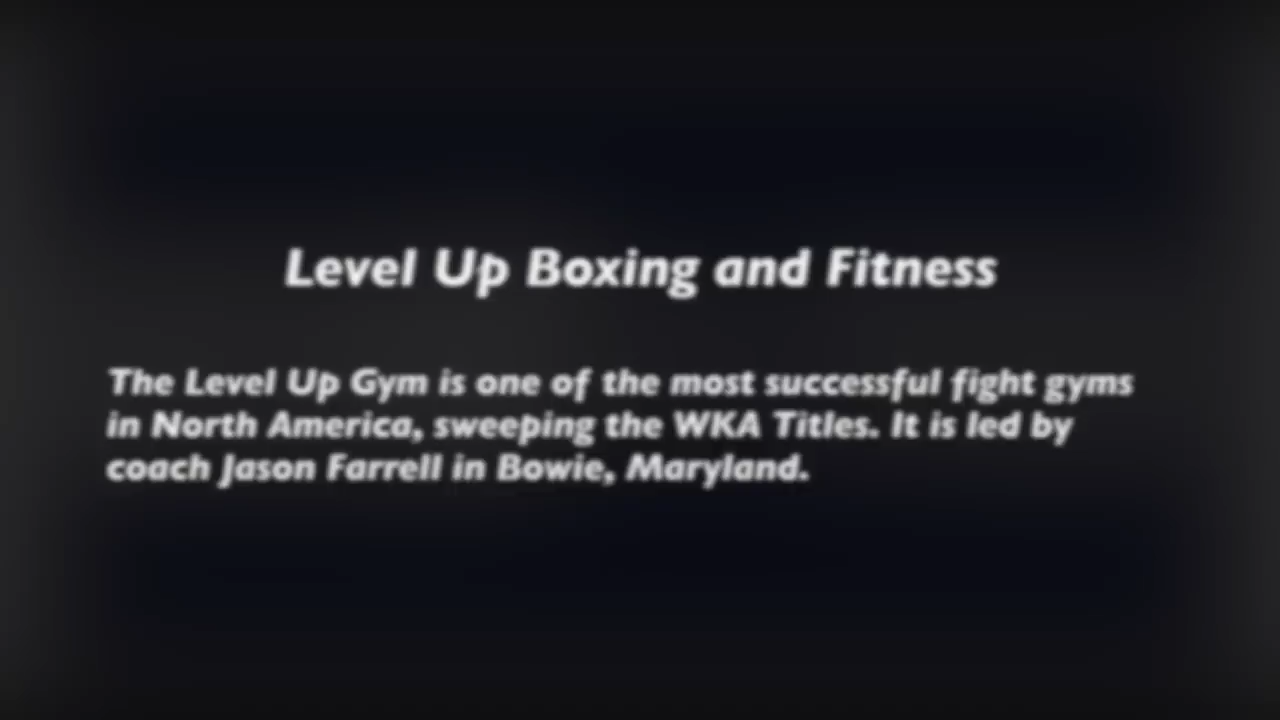 Level Up Boxing and Fitness
The Level Up Gym is one of the most successful fight gyms
in North America, sweeping the WKA Titles. It is led by
coach Jason Farrell in Bowie, Maryland.